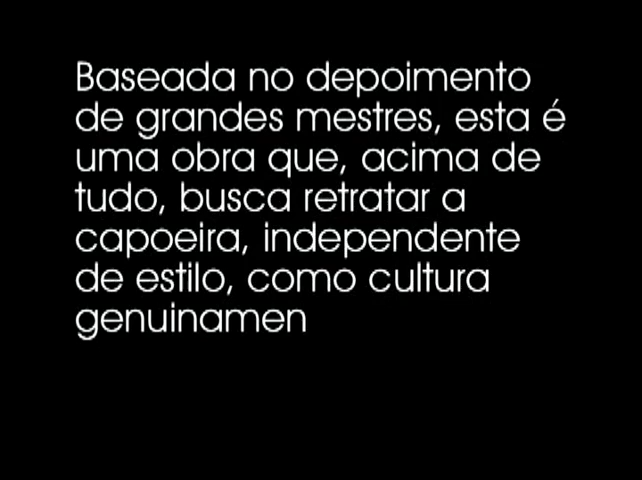 Baseada no depoimento
de grandes mestres, esta é
uma obra que, acima de
tudo, busca retratar a
capoeira, independente
de estilo, como cultura
genuinamen